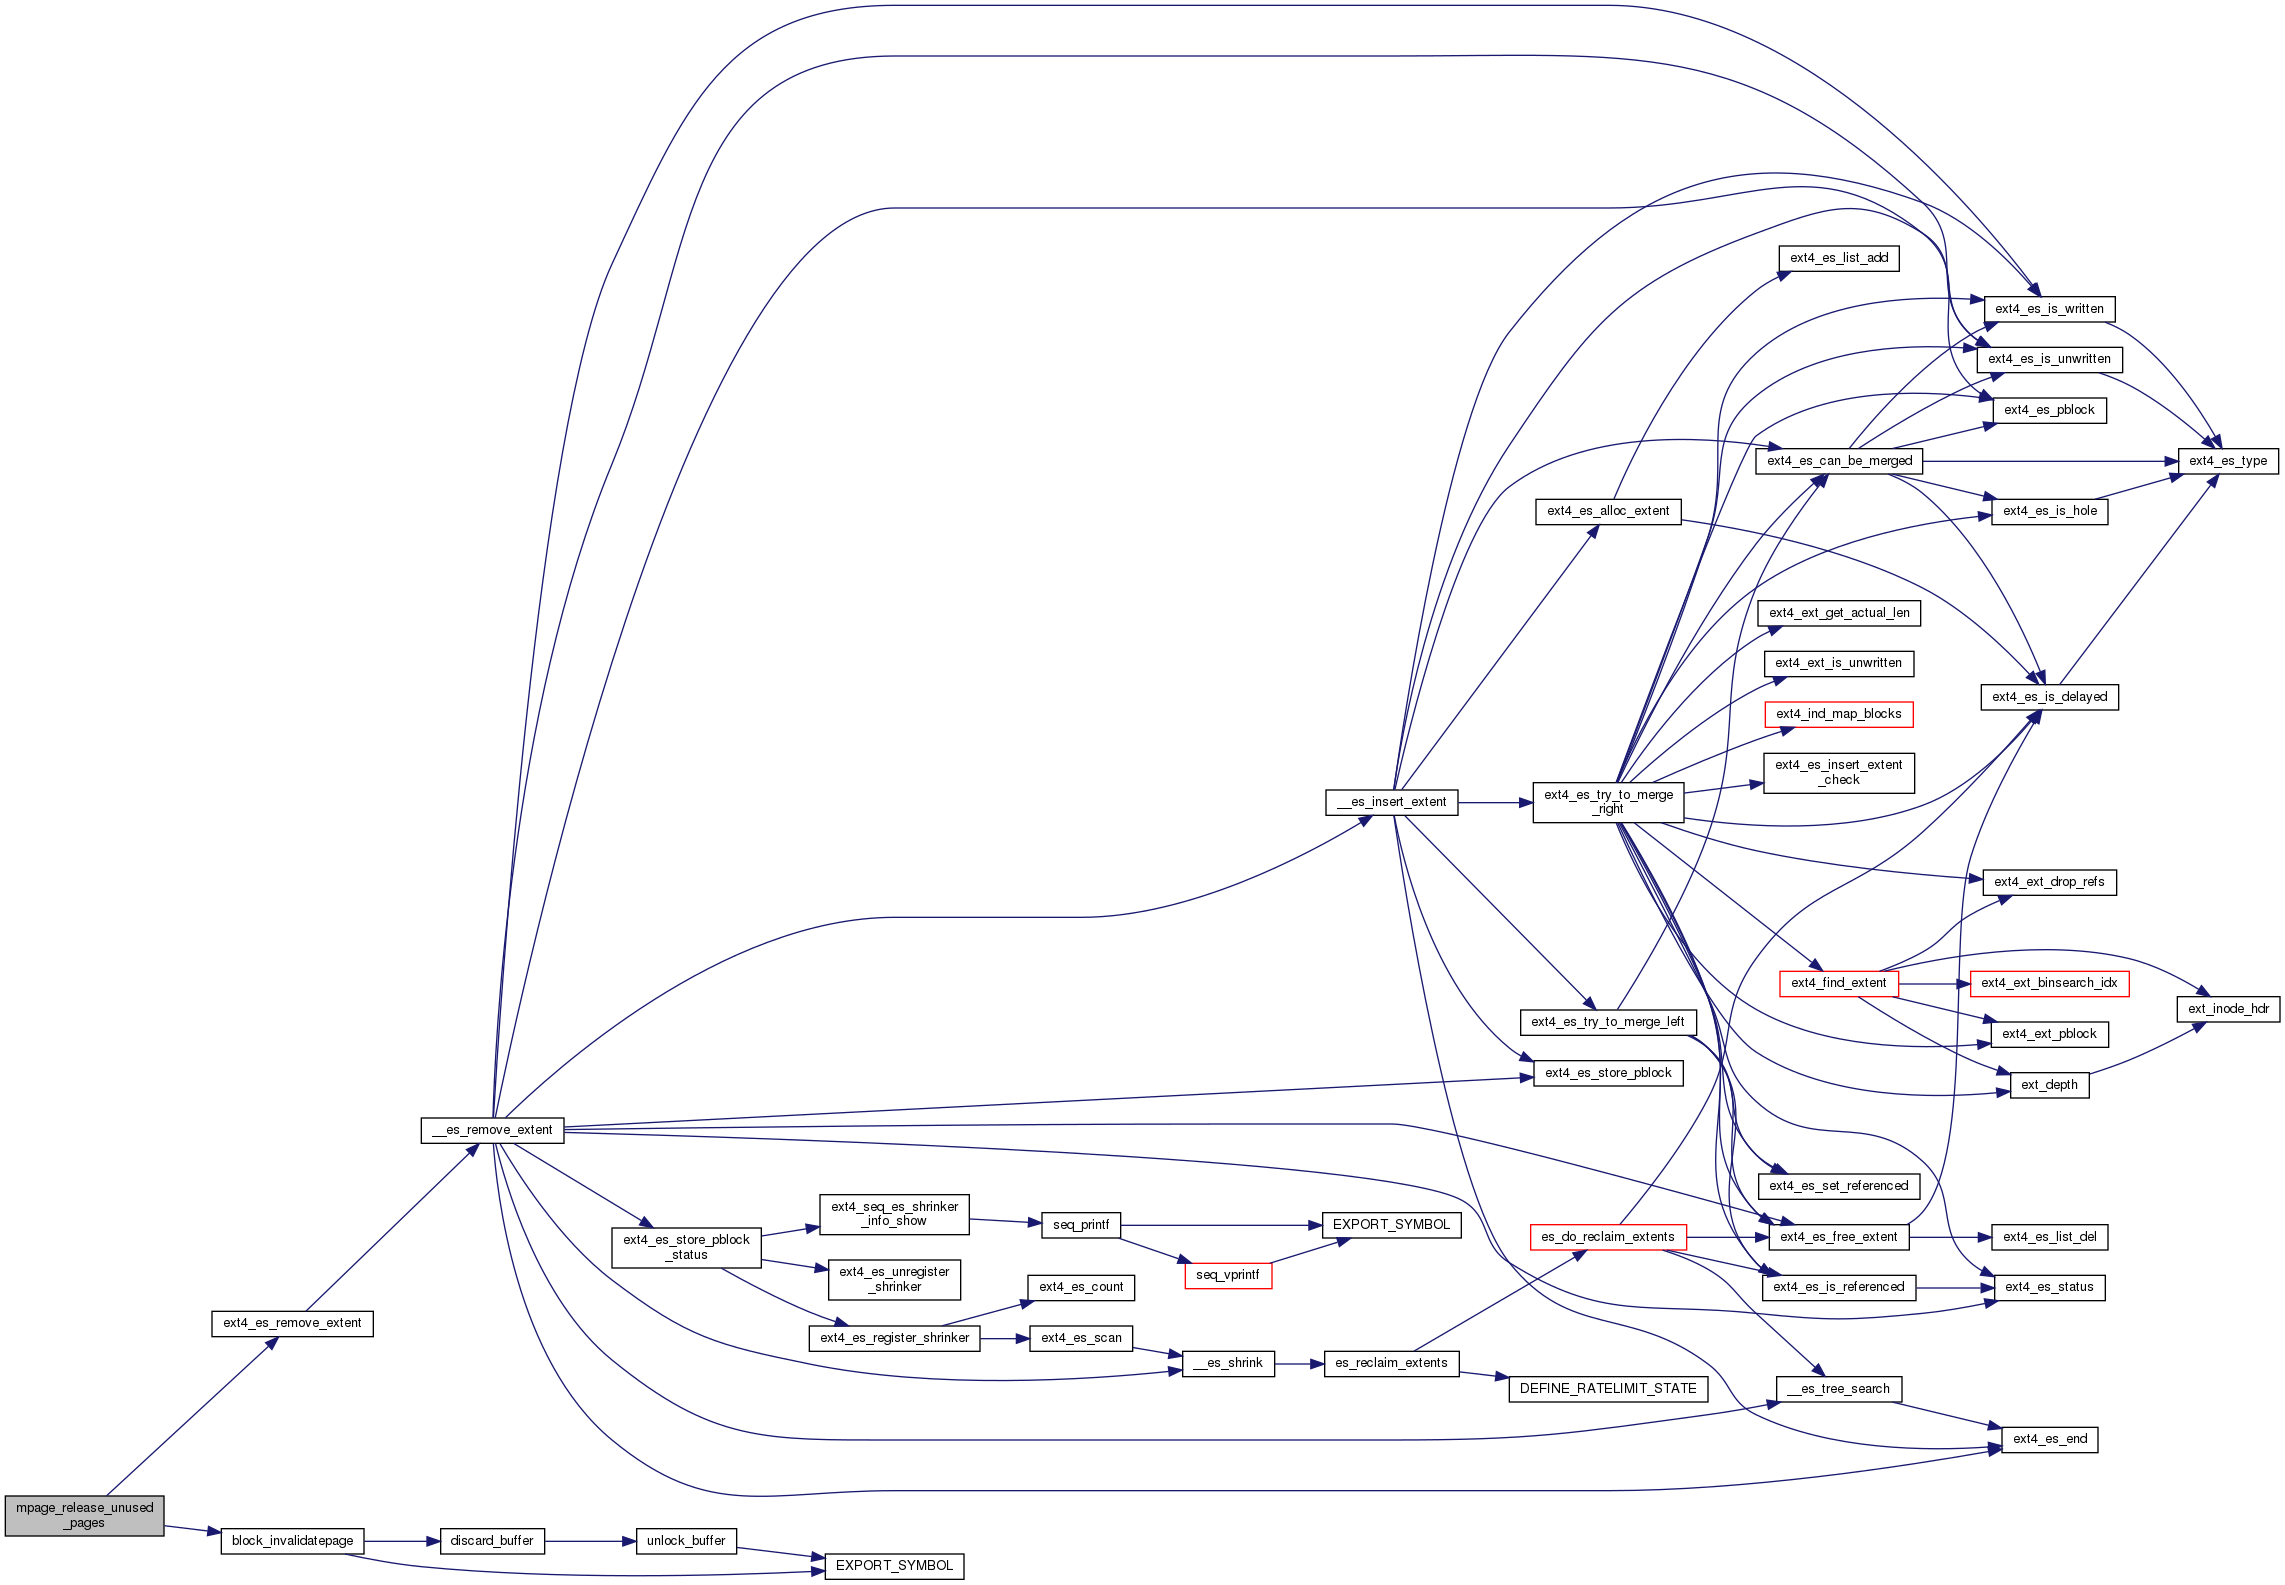 ext4_es_list_add
ext4_es_is_written
ext4_es_is_unwritten
ext4_es_pblock
ext4_es_can_be_merged
ext4_es_type
ext4_es_alloc_extent
ext4_es_is_hole
ext4_ext_get_actual_len
ext4_ext_is_unwritten
ext4_es_is_delayed
ext4_ind_map_blocks
ext4_es_insert_extent
_check
__es_insert_extent
ext4_es_try_to_merge
_right
ext4_ext_drop_refs
ext4_find_extent
ext4_ext_binsearch_idx
ext_inode_hdr
ext4_es_try_to_merge_left
ext4_ext_pblock
ext4_es_store_pblock
ext_depth
__es_remove_extent
ext4_es_set_referenced
ext4_seq_es_shrinker
_info_show
seq_printf
EXPORT_SYMBOL
ext4_es_store_pblock
_status
es_do_reclaim_extents
ext4_es_free_extent
ext4_es_list_del
ext4_es_unregister
_shrinker
seq_vprintf
ext4_es_count
ext4_es_is_referenced
ext4_es_status
ext4_es_remove_extent
ext4_es_register_shrinker
ext4_es_scan
__es_shrink
es_reclaim_extents
DEFINE_RATELIMIT_STATE
__es_tree_search
ext4_es_end
mpage_release_unused
_pages
block_invalidatepage
discard_buffer
unlock_buffer
EXPORT_SYMBOL